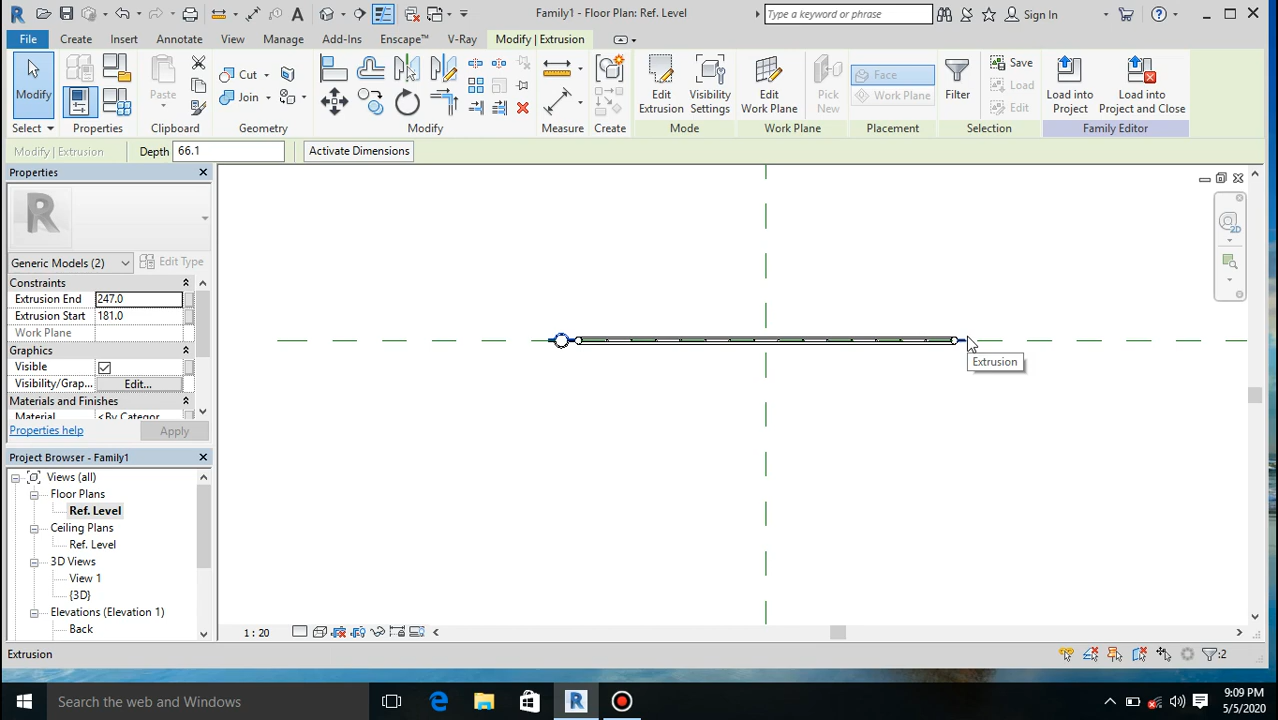 Family1 - Floor Plan: Ref. Level
Type a keyword or phrase
Sign In
File
Create
Insert
Annotate
View
Manage
Add-Ins
Enscape™
V-Ray
Modify | Extrusion
Modify
Select
Properties
Paste
Clipboard
Cut
Join
Geometry
Modify
Measure
Create
Edit
Extrusion
Mode
Visibility
Settings
Edit
Work Plane
Pick
New
Work Plane
Face
Work Plane
Placement
Filter
Save
Load
Edit
Selection
Load into
Project
Load into
Project and Close
Family Editor
Modify | Extrusion
Depth 66.1
Activate Dimensions
Properties
Generic Models (2)
Edit Type
Constraints
Extrusion End 247.0
Extrusion Start 181.0
Work Plane
Graphics
Visible
Visibility/Grap... Edit...
Materials and Finishes
Material <By Categor
Properties help
Apply
Project Browser - Family1
Views (all)
Floor Plans
Ref. Level
Ceiling Plans
Ref. Level
3D Views
View 1
{3D}
Elevations (Elevation 1)
Back
Extrusion
2D
1 : 20
Extrusion
:2
Search the web and Windows
9:09 PM
5/5/2020